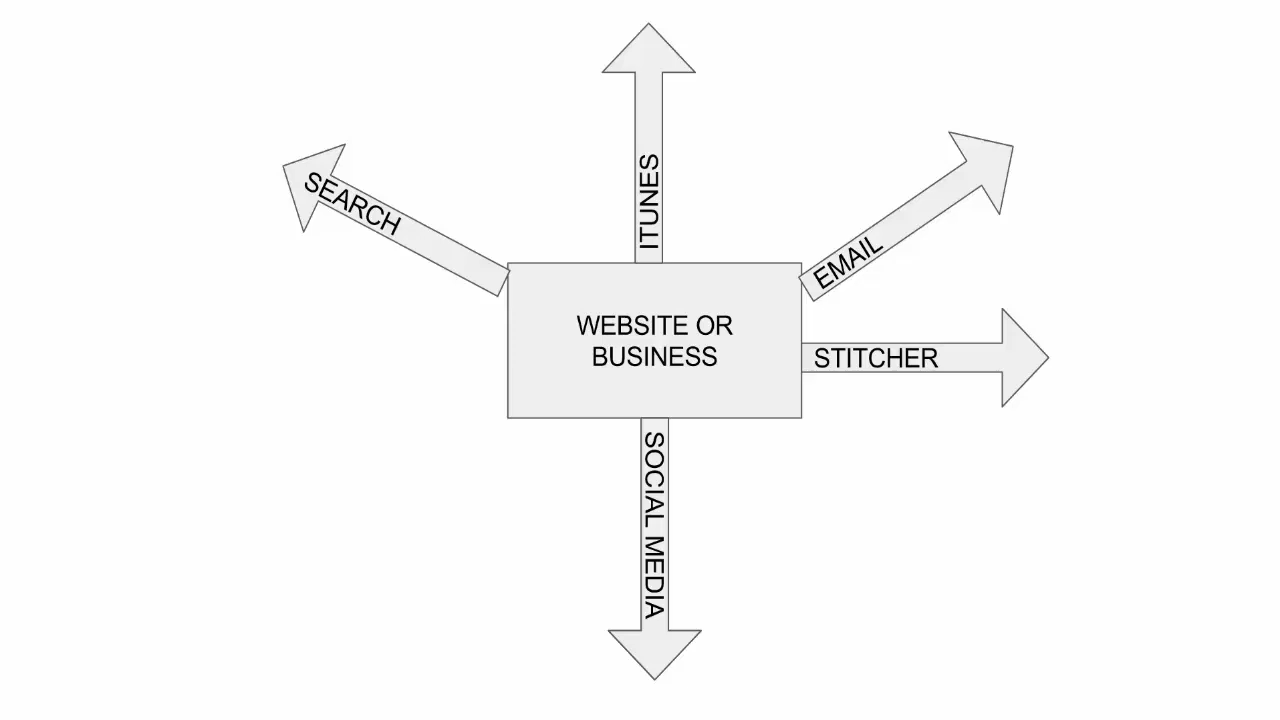 SEARCH
ITUNES
EMAIL
WEBSITE OR
BUSINESS
STITCHER
SOCIAL MEDIA